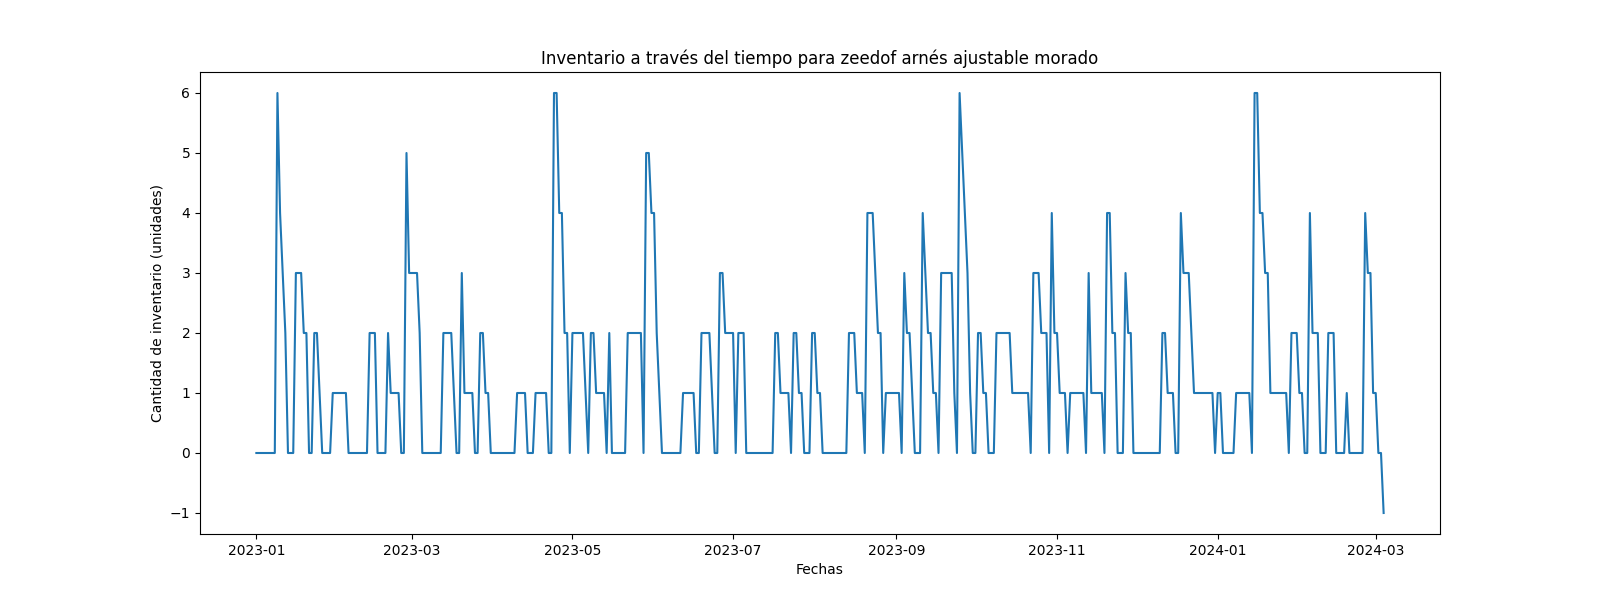 Inventario a través del tiempo para zeedof arnés ajustable morado
Cantidad de inventario (unidades)
6
5
4
3
2
1
0
−1
2023-01 2023-03 2023-05 2023-07 2023-09 2023-11 2024-01 2024-03
Fechas